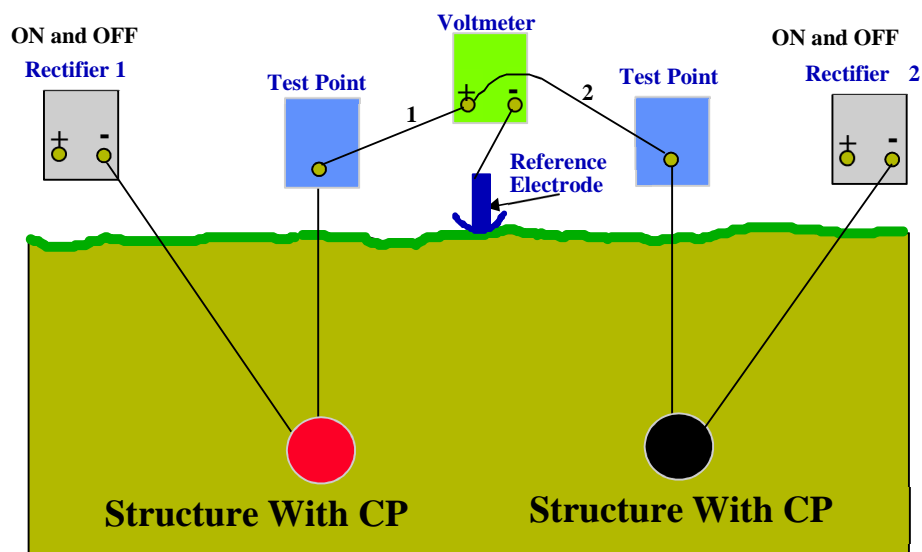 Voltmeter
ON and OFF
Rectifier 1
+ -
Test Point
1
+ -
2
Test Point
ON and OFF
Rectifier 2
+ -
Reference
Electrode
Structure With CP
Structure With CP